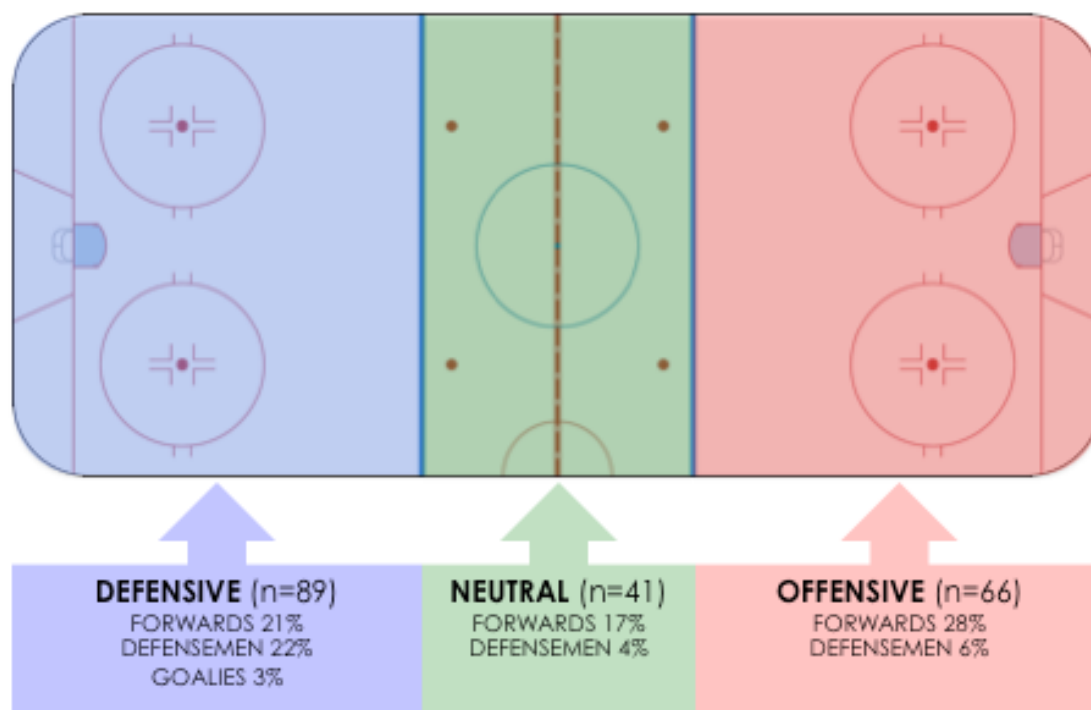 DEFENSIVE (n=89)
FORWARDS 21%
DEFENSEMEN 22%
GOALIES 3%
NEUTRAL (n=41)
FORWARDS 17%
DEFENSEMEN 4%
OFFENSIVE (n=66)
FORWARDS 28%
DEFENSEMEN 6%